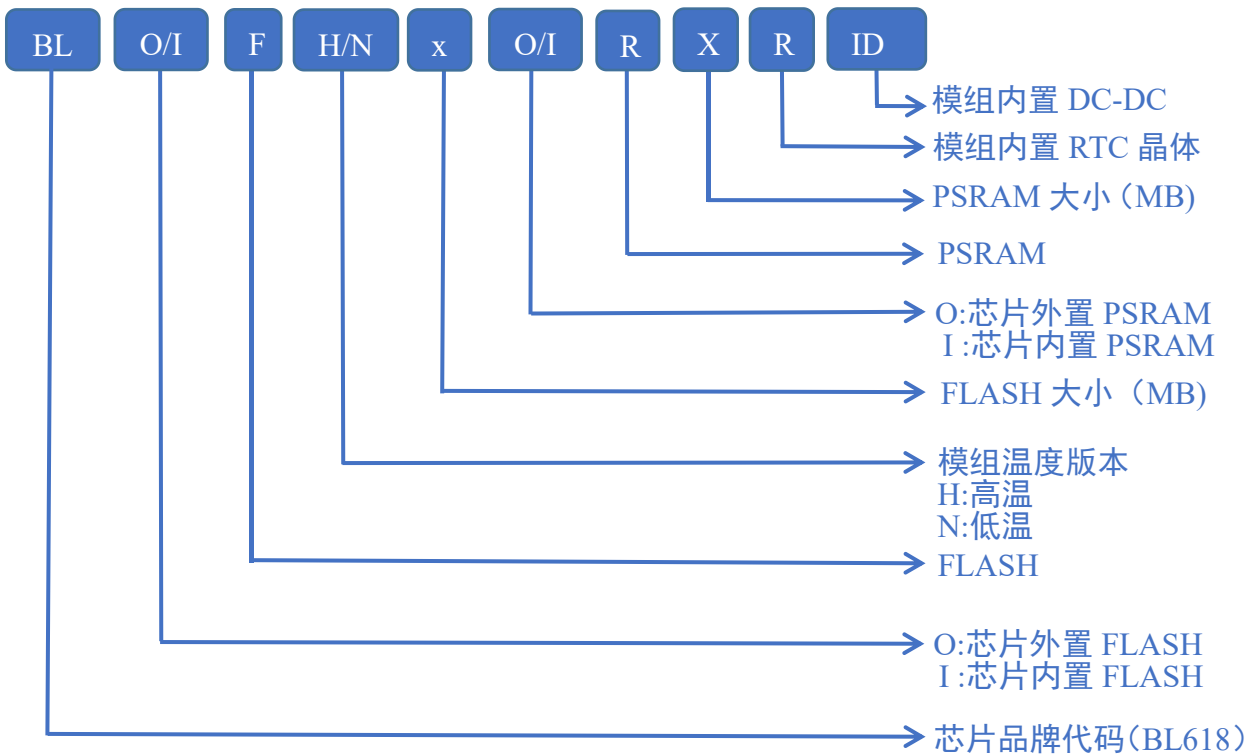 BL O/I F H/N x O/I R X R ID
模组内置 DC-DC
模组内置 RTC 晶体
PSRAM 大小（MB)
PSRAM
O:芯片外置 PSRAM
I :芯片内置 PSRAM
FLASH 大小（MB)
模组温度版本
H:高温
N:低温
FLASH
O:芯片外置 FLASH
I :芯片内置 FLASH
芯片品牌代码（BL618）